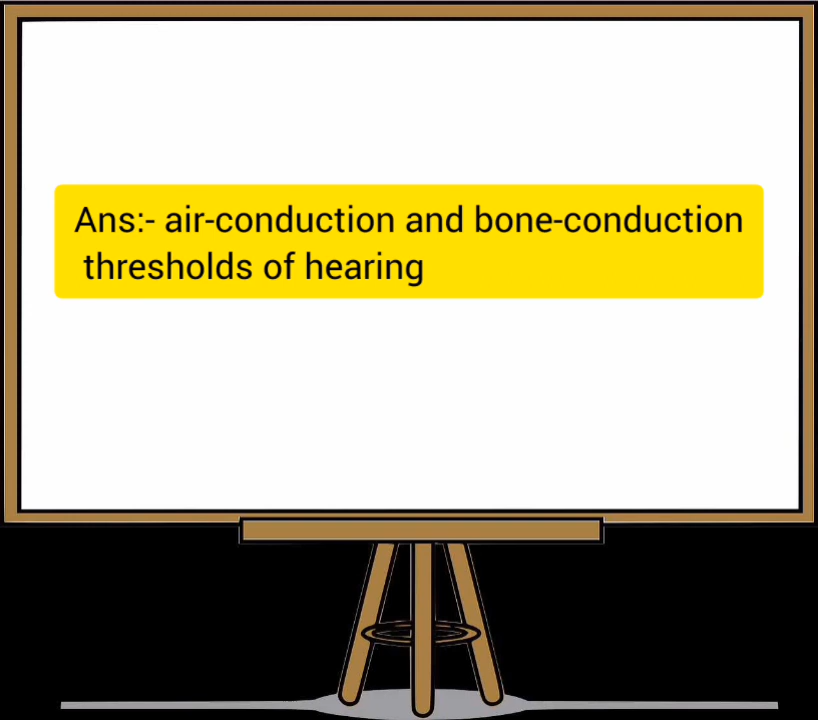 Ans:- air-conduction and bone-conduction
thresholds of hearing